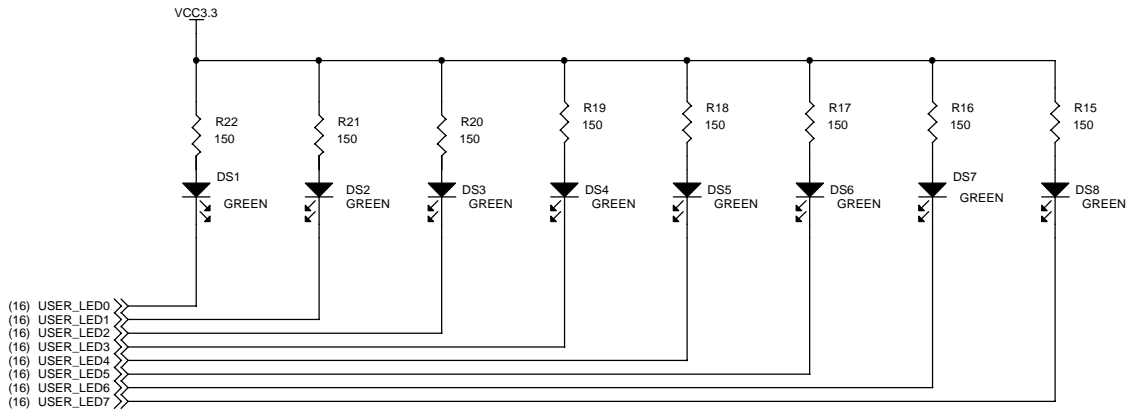 VCC3.3
R22 R21 R20 R19 R18 R17 R16 R15
150 150 150 150 150 150 150 150
DS1 DS2 DS3 DS4 DS5 DS6 DS7 DS8
GREEN GREEN GREEN GREEN GREEN GREEN GREEN GREEN
(16) USER_LED0
(16) USER_LED1
(16) USER_LED2
(16) USER_LED3
(16) USER_LED4
(16) USER_LED5
(16) USER_LED6
(16) USER_LED7